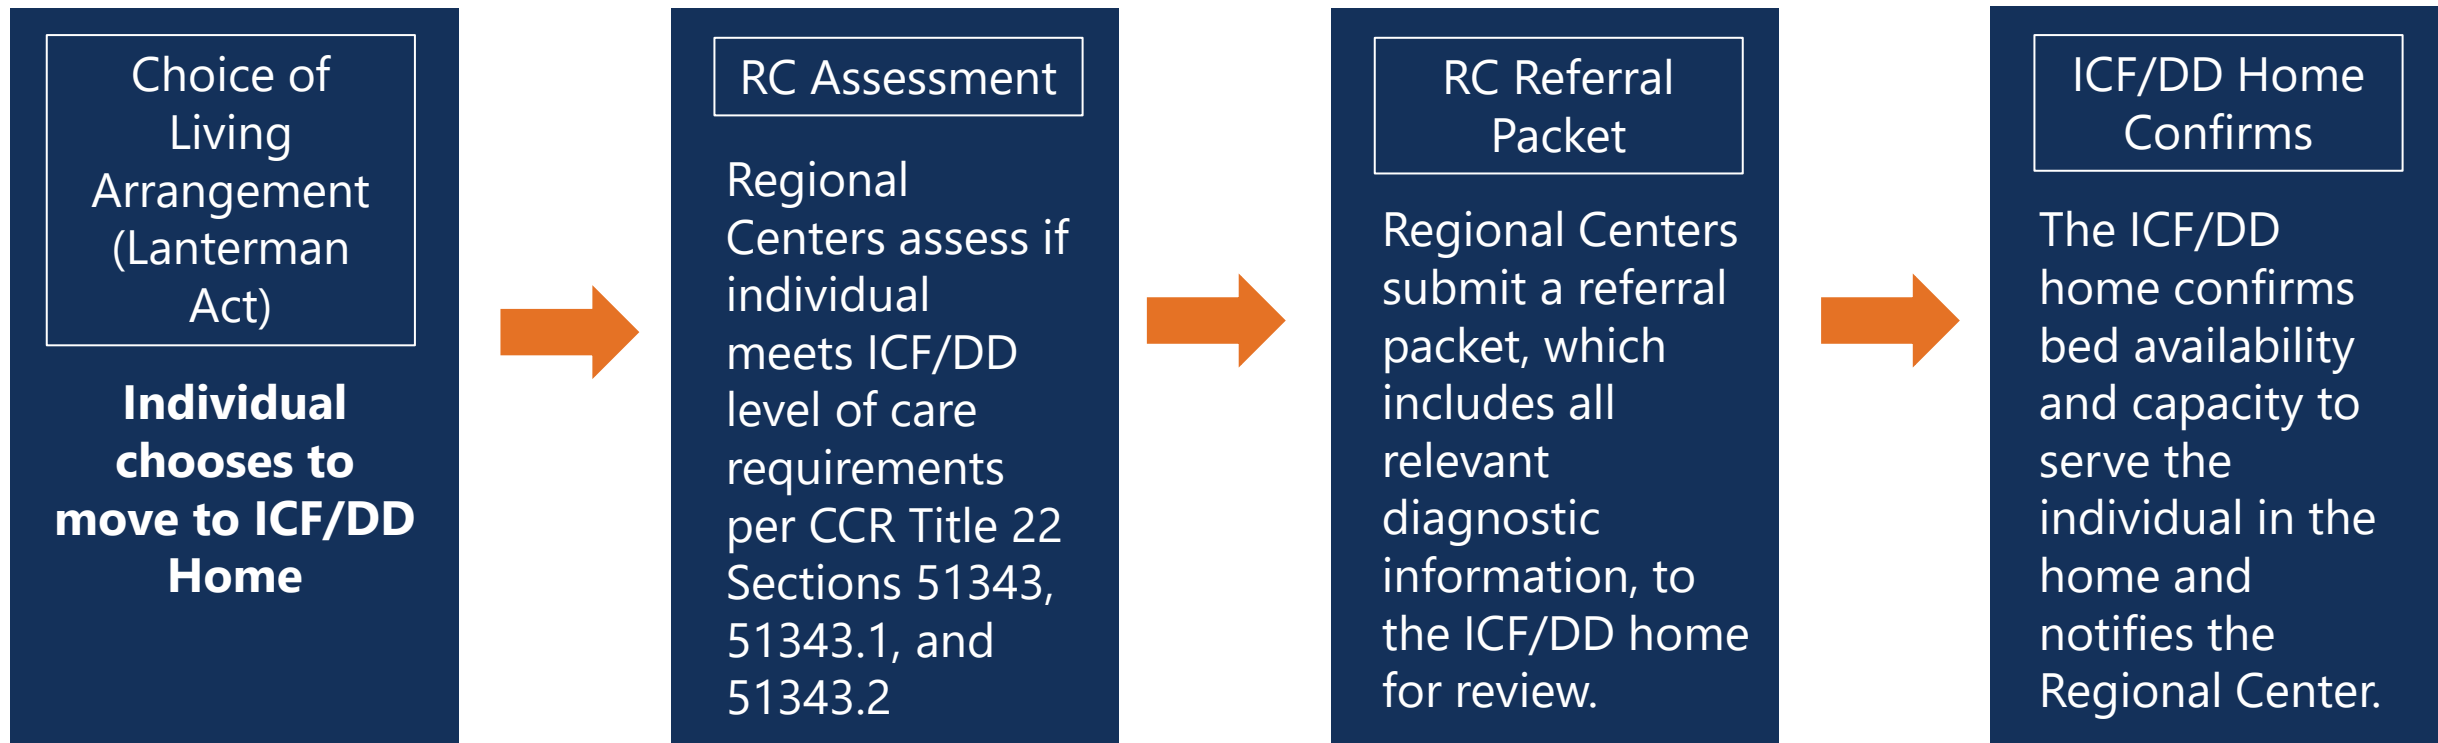 Choice of
Living
Arrangement
(Lanterman
Act)
Individual
chooses to
move to ICF/DD
Home
RC Assessment
Regional
Centers assess if
individual
meets ICF/DD
level of care
requirements
per CCR Title 22
Sections 51343,
51343.1, and
51343.2
RC Referral
Packet
Regional Centers
submit a referral
packet, which
includes all
relevant
diagnostic
information, to
the ICF/DD home
for review.
ICF/DD Home
Confirms
The ICF/DD
home confirms
bed availability
and capacity to
serve the
individual in the
home and
notifies the
Regional Center.